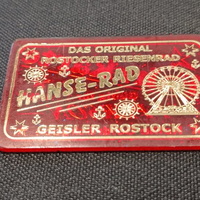 DAS ORIGINAL
ROSTOCKER RIESENRAD
HANSE-RAD
GEISLER ROSTOCK